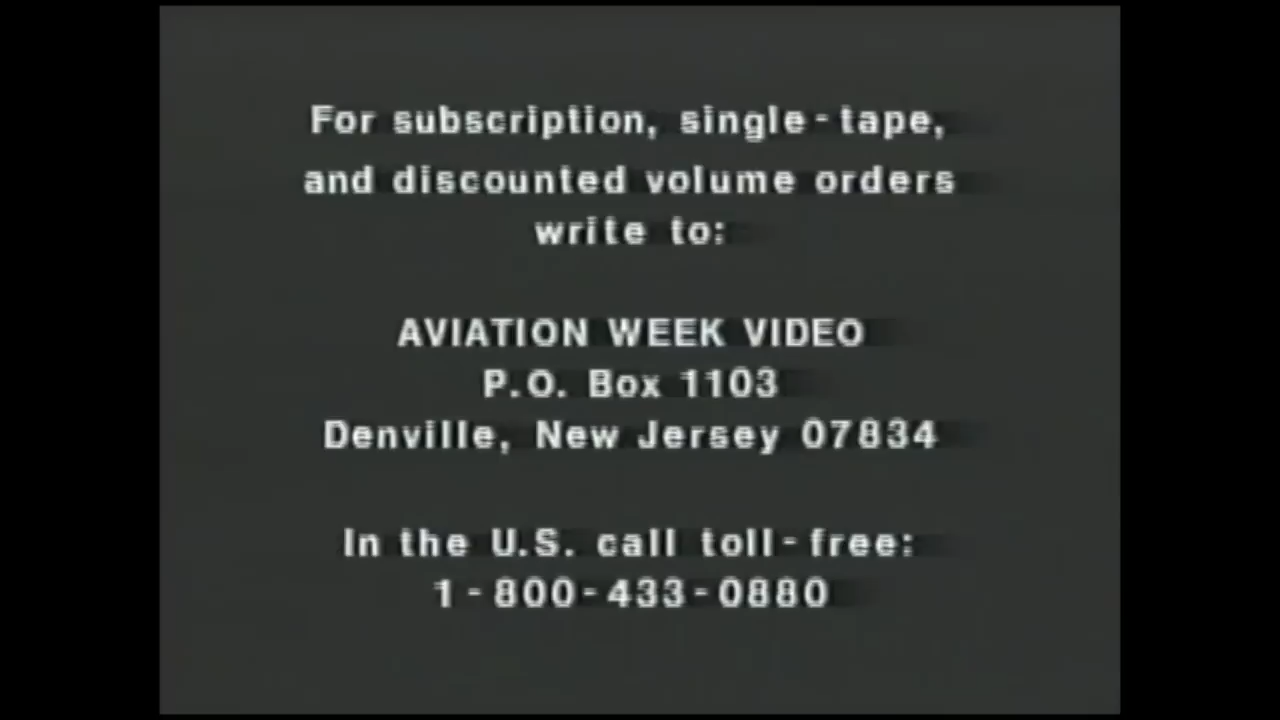 For subscription, single-tape,
and discounted volume orders
write to:
AVIATION WEEK VIDEO
P.O. Box 1103
Denville, New Jersey 07834
In the U.S. call toll-free:
1-800-433-0880